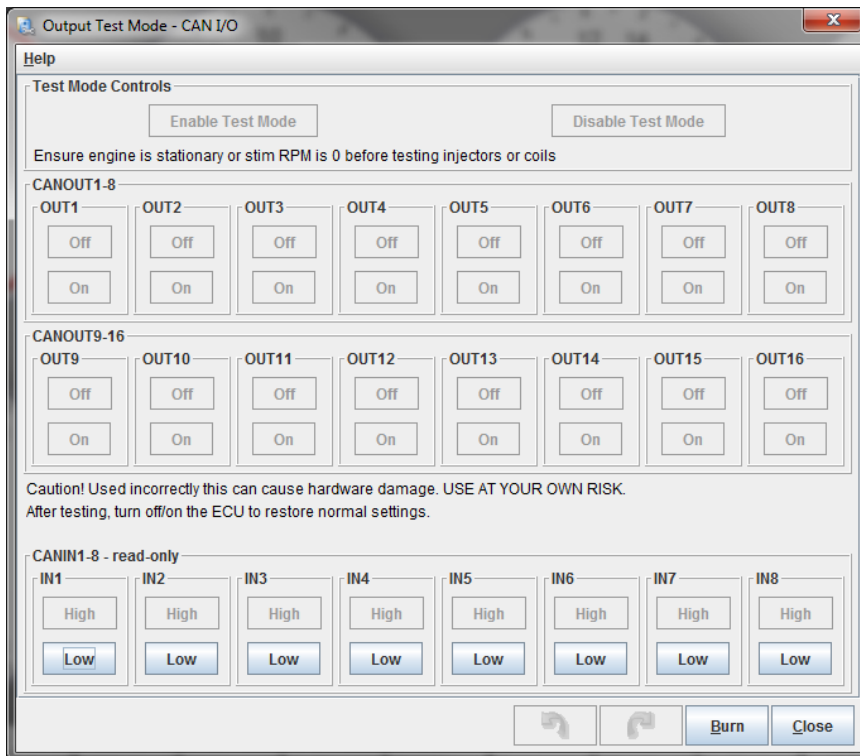 Output Test Mode - CAN I/O
Help
Test Mode Controls
Enable Test Mode Disable Test Mode
Ensure engine is stationary or stim RPM is 0 before testing injectors or coils
CANOUT1-8
OUT1 OUT2 OUT3 OUT4 OUT5 OUT6 OUT7 OUT8
Off Off Off Off Off Off Off Off
On On On On On On On On
CANOUT9-16
OUT9 OUT10 OUT11 OUT12 OUT13 OUT14 OUT15 OUT16
Off Off Off Off Off Off Off Off
On On On On On On On On
Caution! Used incorrectly this can cause hardware damage. USE AT YOUR OWN RISK.
After testing, turn off/on the ECU to restore normal settings.
CANIN1-8 - read-only
IN1 IN2 IN3 IN4 IN5 IN6 IN7 IN8
High High High High High High High High
Low Low Low Low Low Low Low Low
Burn Close